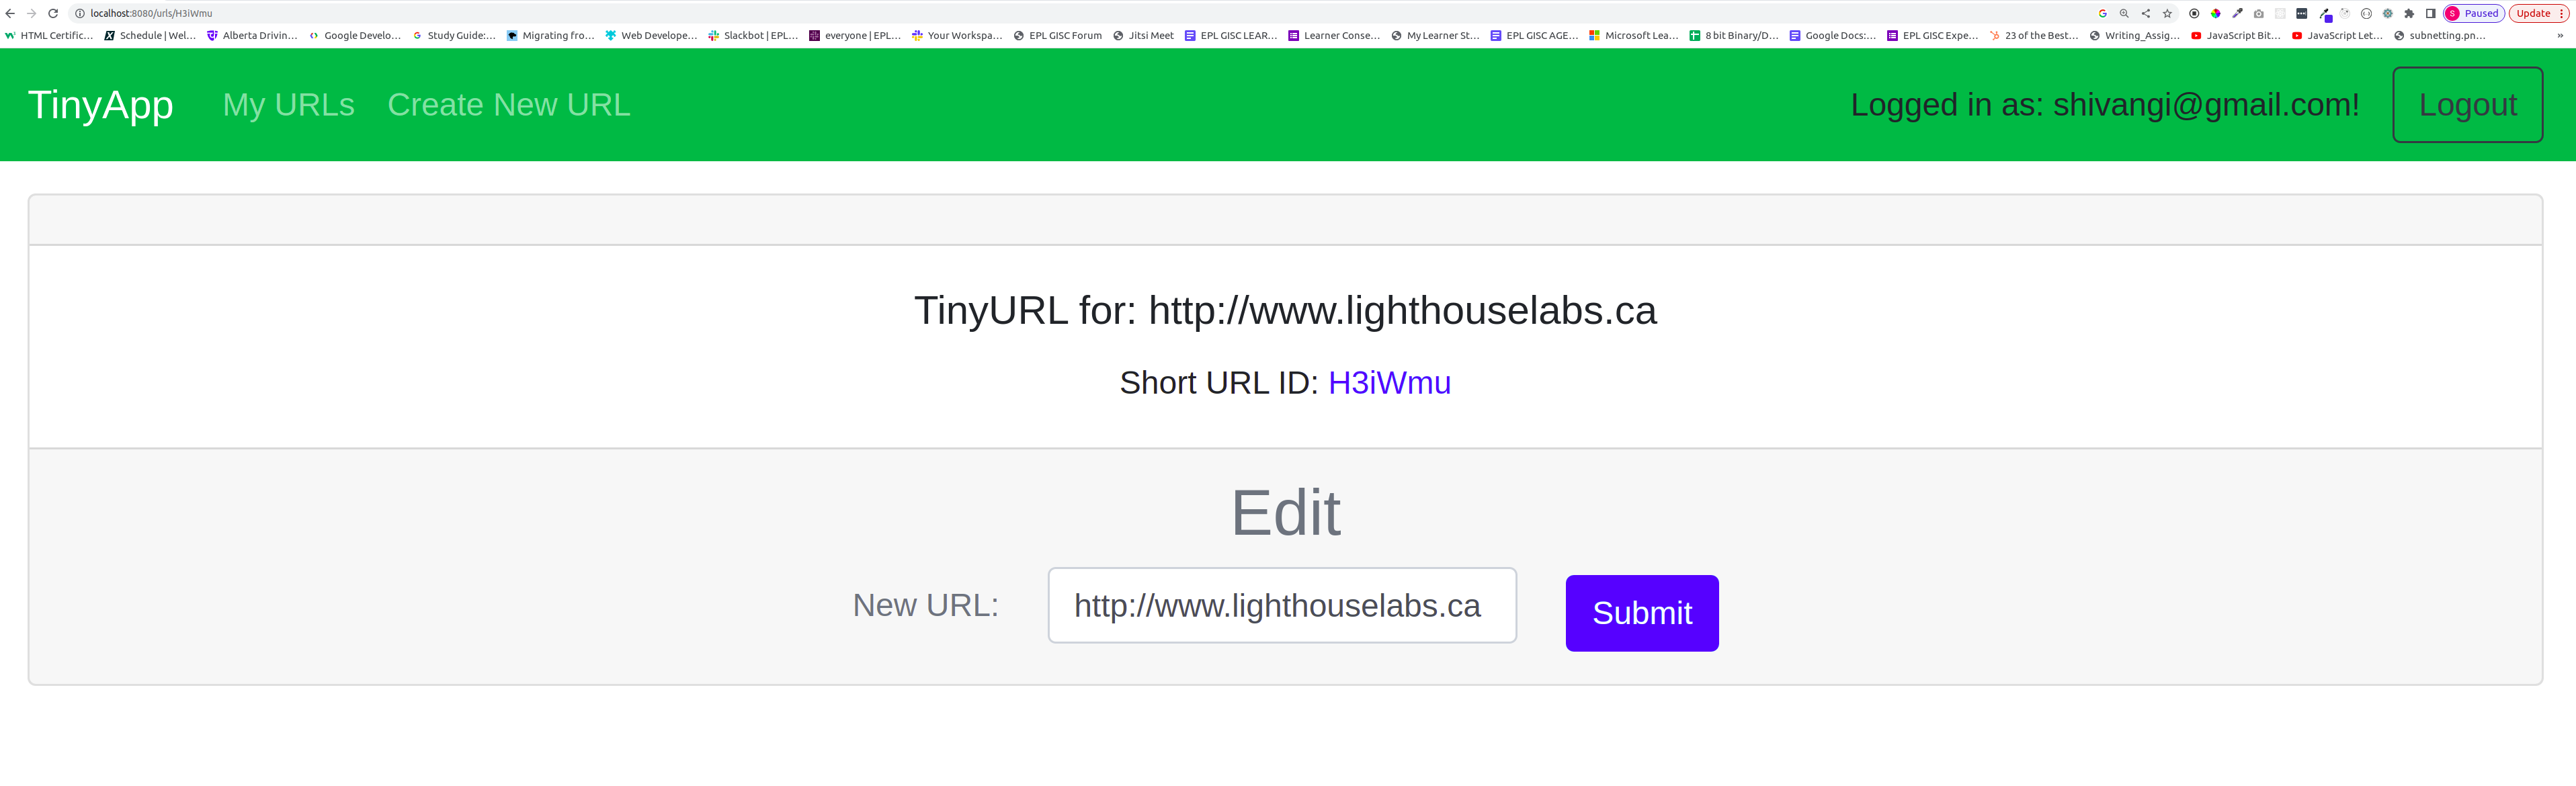 localhost:8080/urls/H3iWmu
S Paused Update
HTML Certific... Schedule | Wel... Alberta Drivin... Google Develo... Study Guide:... Migrating fro... Web Develope... Slackbot | EPL... everyone | EPL... Your Workspa... EPL GISC Forum Jitsi Meet EPL GISC LEAR... Learner Conse... My Learner St... EPL GISC AGE... Microsoft Lea... 8 bit Binary/D... Google Docs:... EPL GISC Expe... 23 of the Best... Writing_Assig... JavaScript Bit... JavaScript Let... subnetting.pn... »
TinyApp My URLs Create New URL Logged in as: shivangi@gmail.com! Logout
TinyURL for: http://www.lighthouselabs.ca
Short URL ID: H3iWmu
Edit
New URL: http://www.lighthouselabs.ca Submit